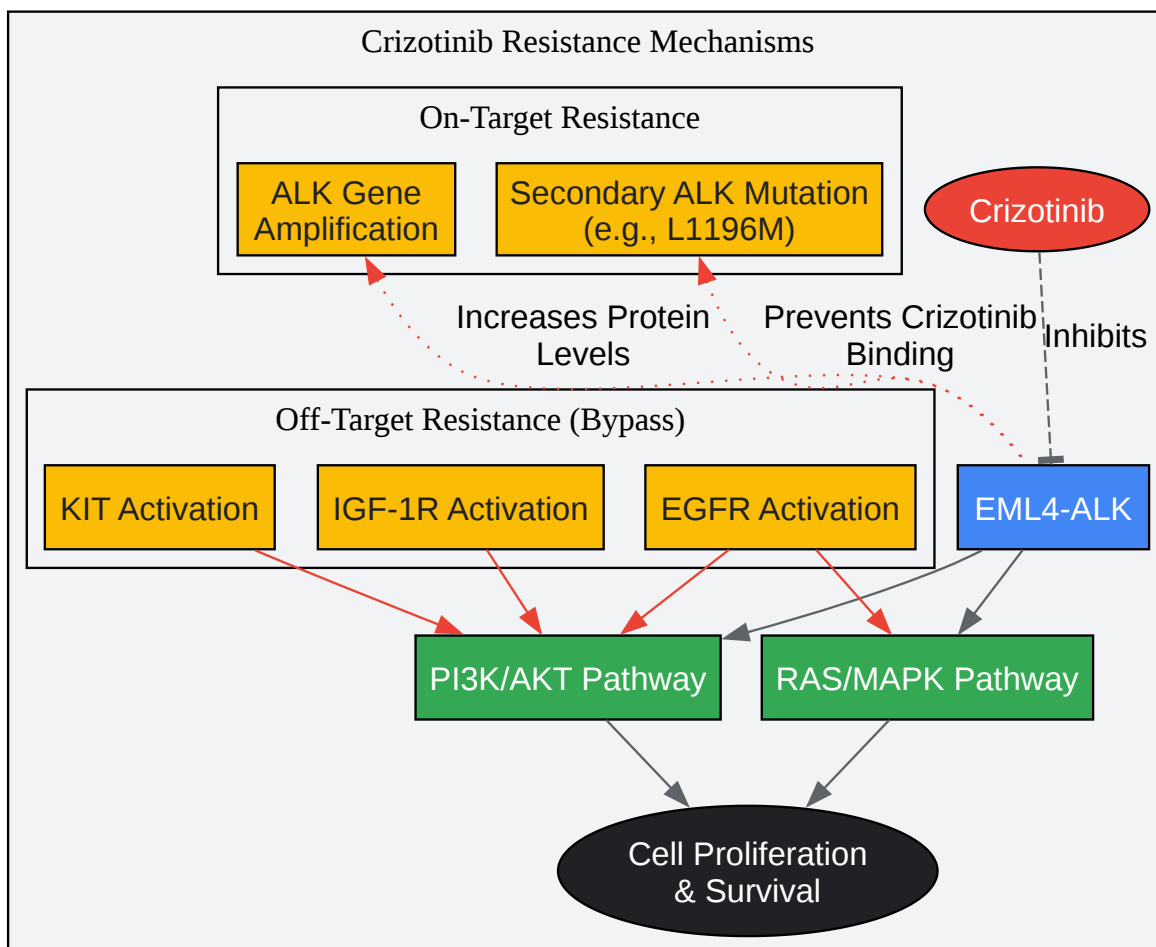 Crizotinib Resistance Mechanisms
On-Target Resistance
ALK Gene
Amplification
Secondary ALK Mutation
(e.g., L1196M)
Crizotinib
Increases Protein
Levels
Prevents Crizotinib
Binding
Inhibits
Off-Target Resistance (Bypass)
KIT Activation
IGF-1R Activation
EGFR Activation
EML4-ALK
PI3K/AKT Pathway
RAS/MAPK Pathway
Cell Proliferation
& Survival